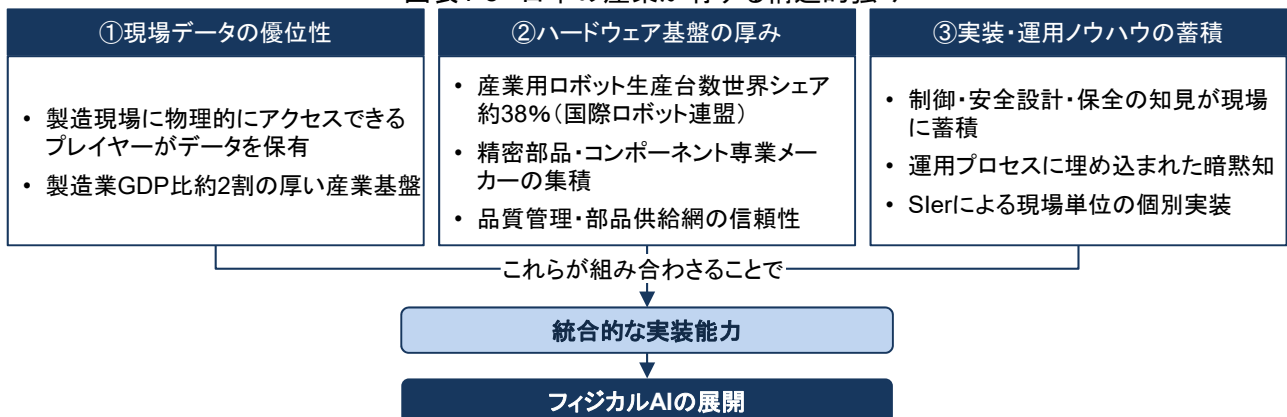 ①現場データの優位性
• 製造現場に物理的にアクセスできる
プレイヤーがデータを保有
• 製造業GDP比約2割の厚い産業基盤
②ハードウェア基盤の厚み
• 産業用ロボット生産台数世界シェア
約38%(国際ロボット連盟)
• 精密部品・コンポーネント専業メー
カーの集積
• 品質管理・部品供給網の信頼性
③実装・運用ノウハウの蓄積
• 制御・安全設計・保全の知見が現場
に蓄積
• 運用プロセスに埋め込まれた暗黙知
• SIerによる現場単位の個別実装
これらが組み合わさることで
統合的な実装能力
フィジカルAIの展開